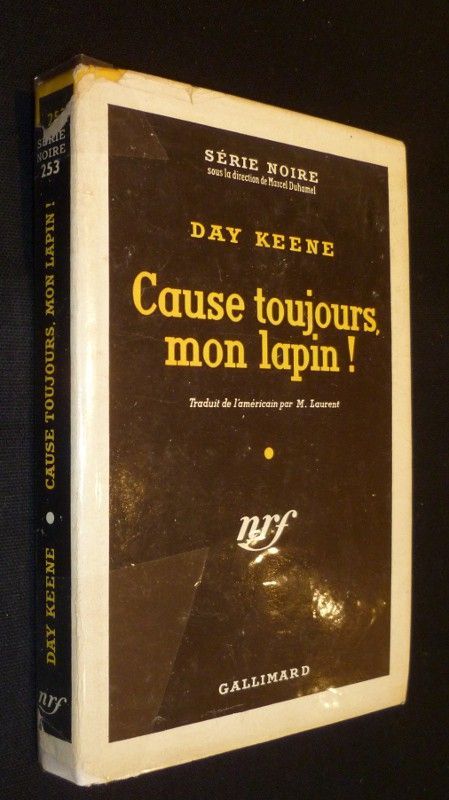 SÉRIE NOIRE
sous la direction de Marcel Duhamel
DAY KEENE
Cause toujours,
mon lapin !
Traduit de l'américain par M. Laurent
nrf
GALLIMARD
SÉRIE
NOIRE
253
CAUSE TOUJOURS, MON LAPIN !
DAY KEENE
nrf